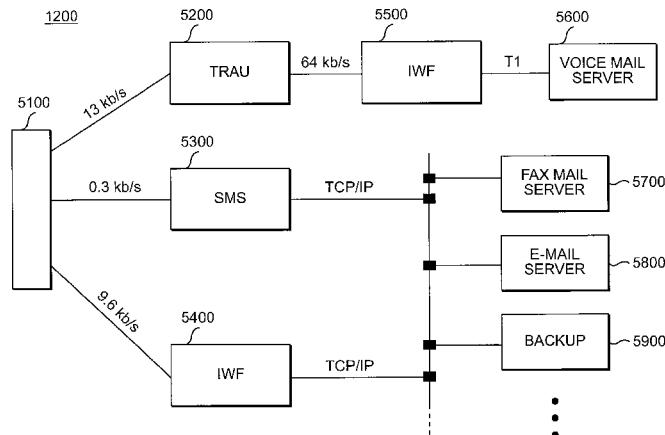 1200
5200
5500
5600
TRAU
64 kb/s
IWF
T1
VOICE MAIL
SERVER
13 kb/s
5100
5300
0.3 kb/s
SMS
TCP/IP
FAX MAIL
SERVER
5700
E-MAIL
SERVER
5800
9.6 kb/s
5400
IWF
TCP/IP
BACKUP
5900